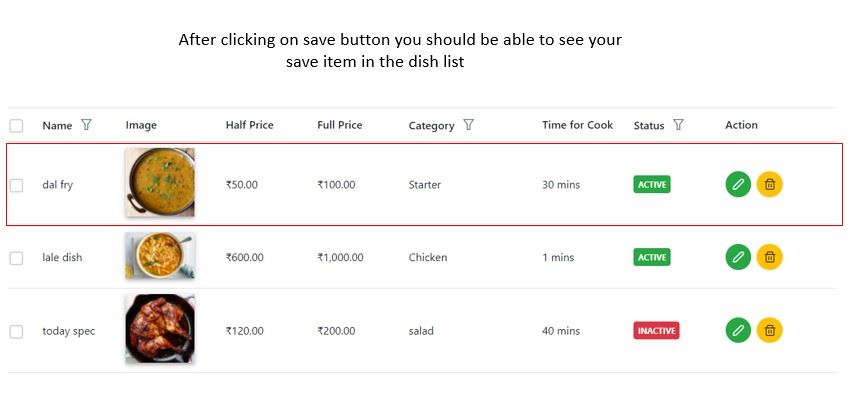 After clicking on save button you should be able to see your
save item in the dish list
Name Image Half Price Full Price Category Time for Cook Status Action
dal fry ₹50.00 ₹100.00 Starter 30 mins ACTIVE
lale dish ₹600.00 ₹1,000.00 Chicken 1 mins ACTIVE
today spec ₹120.00 ₹200.00 salad 40 mins INACTIVE